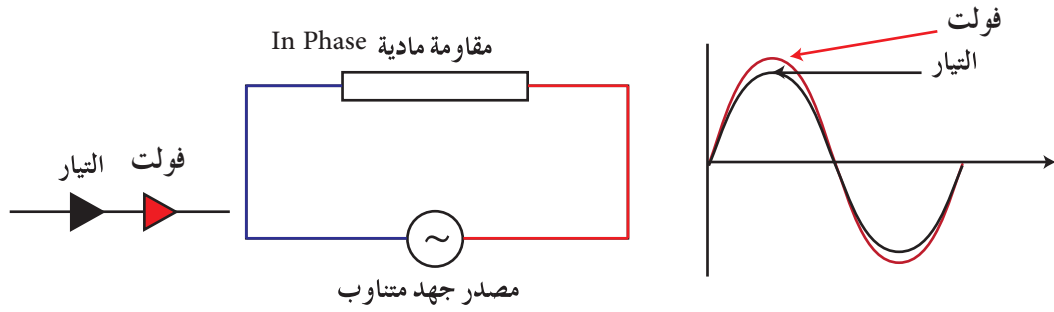 فولت
التيار
In Phase مقاومة مادية
فولت
التيار
مصدر جهد متناوب